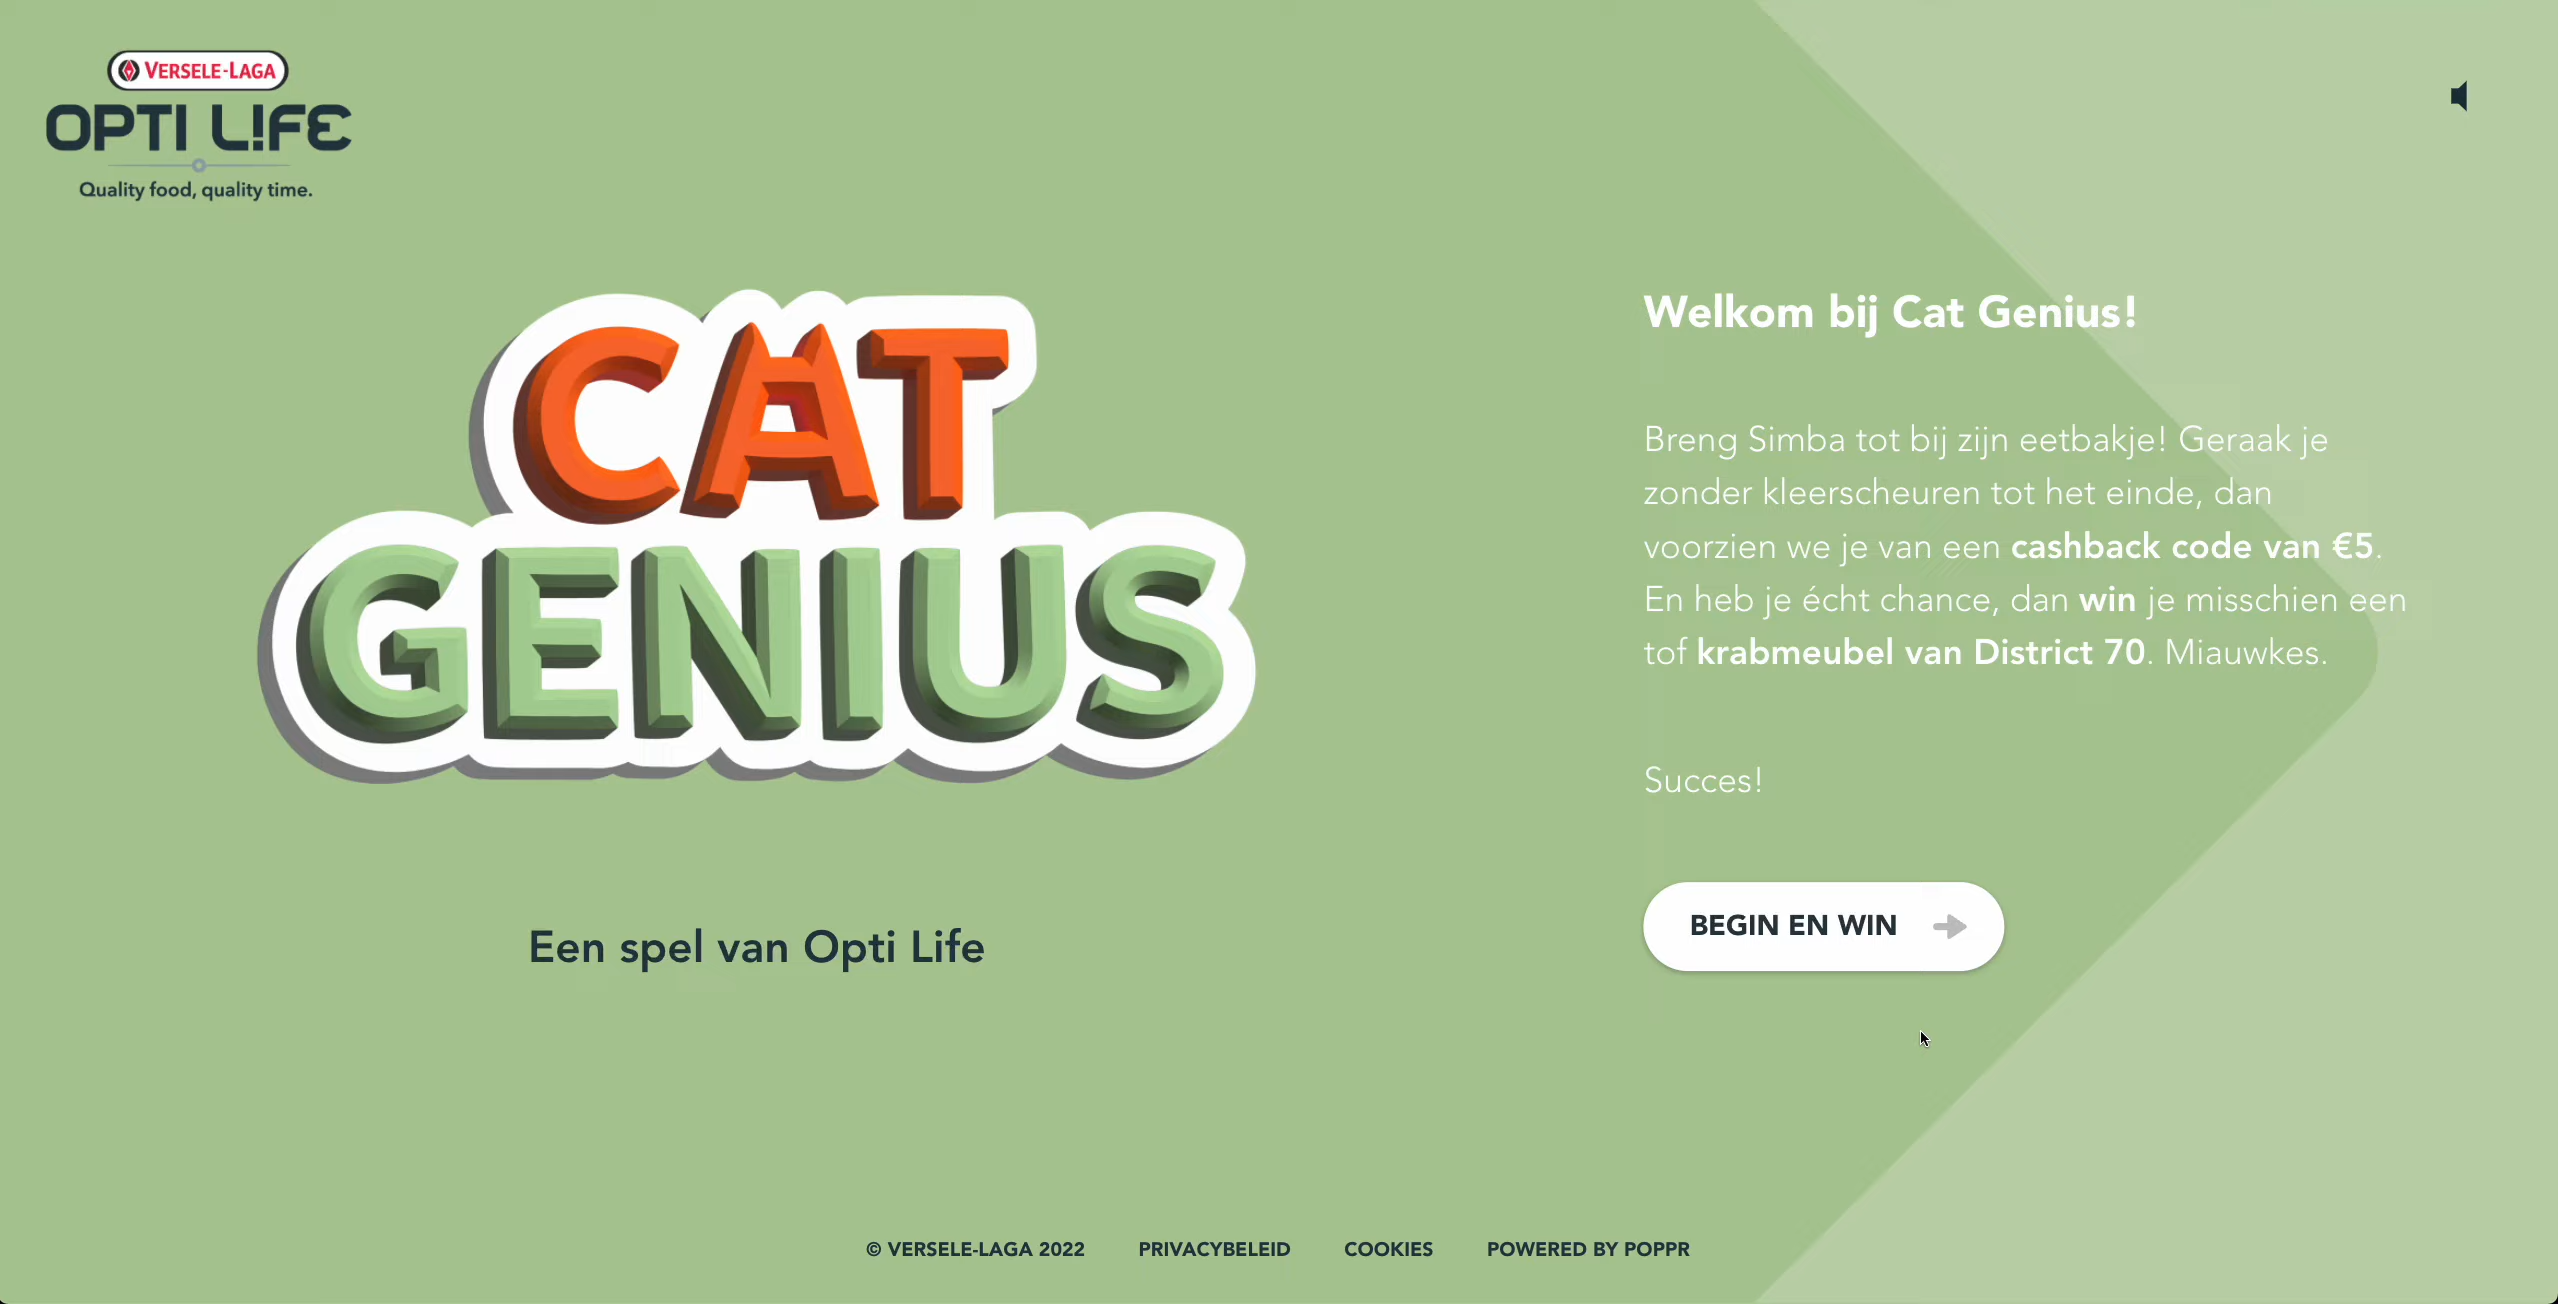 VERSELE-LAGA
OPTI L!FE
Quality food, quality time.
CAT
GENIUS
Een spel van Opti Life
Welkom bij Cat Genius!
Breng Simba tot bij zijn eetbakje! Geraak je
zonder kleerscheuren tot het einde, dan
voorzien we je van een cashback code van €5.
En heb je écht chance, dan win je misschien een
tof krabmeubel van District 70. Miauwkes.
Succes!
BEGIN EN WIN
© VERSELE-LAGA 2022 PRIVACYBELEID COOKIES POWERED BY POPPR